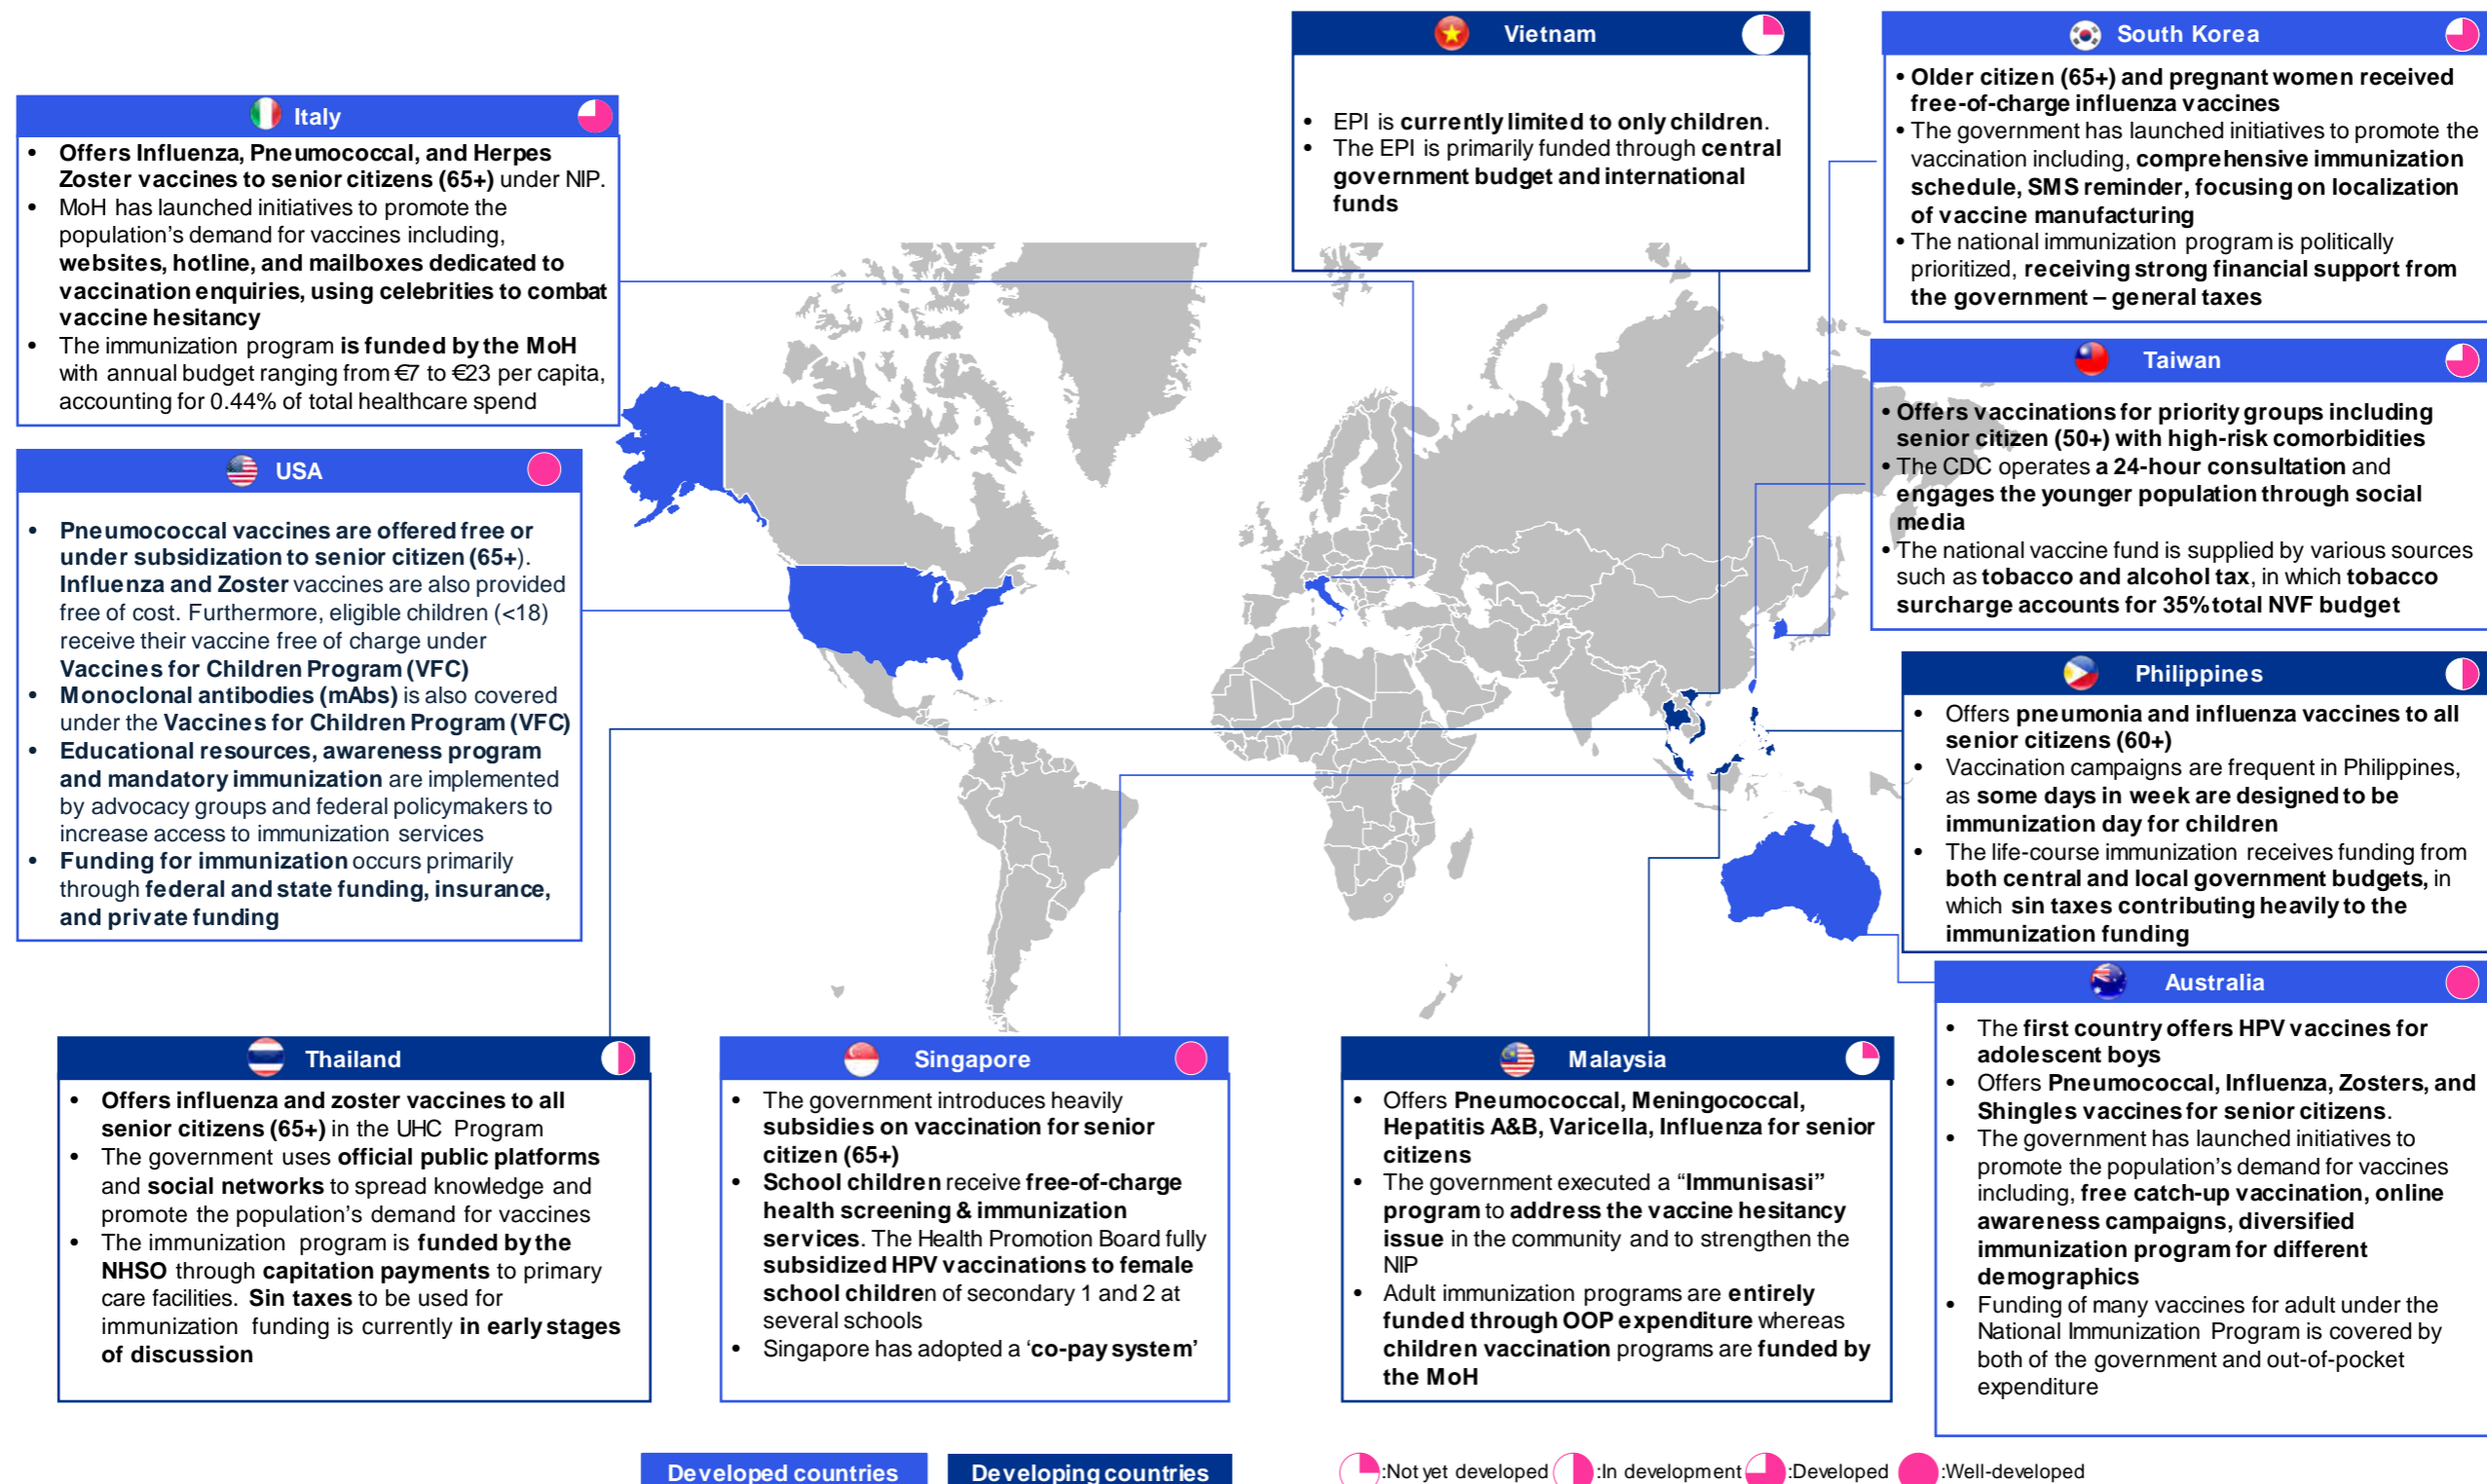 Vietnam
• EPI is currently limited to only children.
• The EPI is primarily funded through central
government budget and international
funds
South Korea
• Older citizen (65+) and pregnant women received
free-of-charge influenza vaccines
• The government has launched initiatives to promote the
vaccination including, comprehensive immunization
schedule, SMS reminder, focusing on localization
of vaccine manufacturing
• The national immunization program is politically
prioritized, receiving strong financial support from
the government – general taxes
Italy
• Offers Influenza, Pneumococcal, and Herpes
Zoster vaccines to senior citizens (65+) under NIP.
• MoH has launched initiatives to promote the
population's demand for vaccines including,
websites, hotline, and mailboxes dedicated to
vaccination enquiries, using celebrities to combat
vaccine hesitancy
• The immunization program is funded by the MoH
with annual budget ranging from €7 to €23 per capita,
accounting for 0.44% of total healthcare spend
Taiwan
• Offers vaccinations for priority groups including
senior citizen (50+) with high-risk comorbidities
• The CDC operates a 24-hour consultation and
engages the younger population through social
media
• The national vaccine fund is supplied by various sources
such as tobacco and alcohol tax, in which tobacco
surcharge accounts for 35% total NVF budget
USA
• Pneumococcal vaccines are offered free or
under subsidization to senior citizen (65+).
Influenza and Zoster vaccines are also provided
free of cost. Furthermore, eligible children (<18)
receive their vaccine free of charge under
Vaccines for Children Program (VFC)
• Monoclonal antibodies (mAbs) is also covered
under the Vaccines for Children Program (VFC)
• Educational resources, awareness program
and mandatory immunization are implemented
by advocacy groups and federal policymakers to
increase access to immunization services
• Funding for immunization occurs primarily
through federal and state funding, insurance,
and private funding
Philippines
• Offers pneumonia and influenza vaccines to all
senior citizens (60+)
• Vaccination campaigns are frequent in Philippines,
as some days in week are designed to be
immunization day for children
• The life-course immunization receives funding from
both central and local government budgets, in
which sin taxes contributing heavily to the
immunization funding
Australia
• The first country offers HPV vaccines for
adolescent boys
• Offers Pneumococcal, Influenza, Zosters, and
Shingles vaccines for senior citizens.
• The government has launched initiatives to
promote the population's demand for vaccines
including, free catch-up vaccination, online
awareness campaigns, diversified
immunization program for different
demographics
• Funding of many vaccines for adult under the
National Immunization Program is covered by
both of the government and out-of-pocket
expenditure
Thailand
• Offers influenza and zoster vaccines to all
senior citizens (65+) in the UHC Program
• The government uses official public platforms
and social networks to spread knowledge and
promote the population's demand for vaccines
• The immunization program is funded by the
NHSO through capitation payments to primary
care facilities. Sin taxes to be used for
immunization funding is currently in early stages
of discussion
Singapore
• The government introduces heavily
subsidies on vaccination for senior
citizen (65+)
• School children receive free-of-charge
health screening & immunization
services. The Health Promotion Board fully
subsidized HPV vaccinations to female
school children of secondary 1 and 2 at
several schools
• Singapore has adopted a ‘co-pay system’
Malaysia
• Offers Pneumococcal, Meningococcal,
Hepatitis A&B, Varicella, Influenza for senior
citizens
• The government executed a “Immunisasi”
program to address the vaccine hesitancy
issue in the community and to strengthen the
NIP
• Adult immunization programs are entirely
funded through OOP expenditure whereas
children vaccination programs are funded by
the MoH
Developed countries
Developing countries
:Not yet developed :In development :Developed :Well-developed